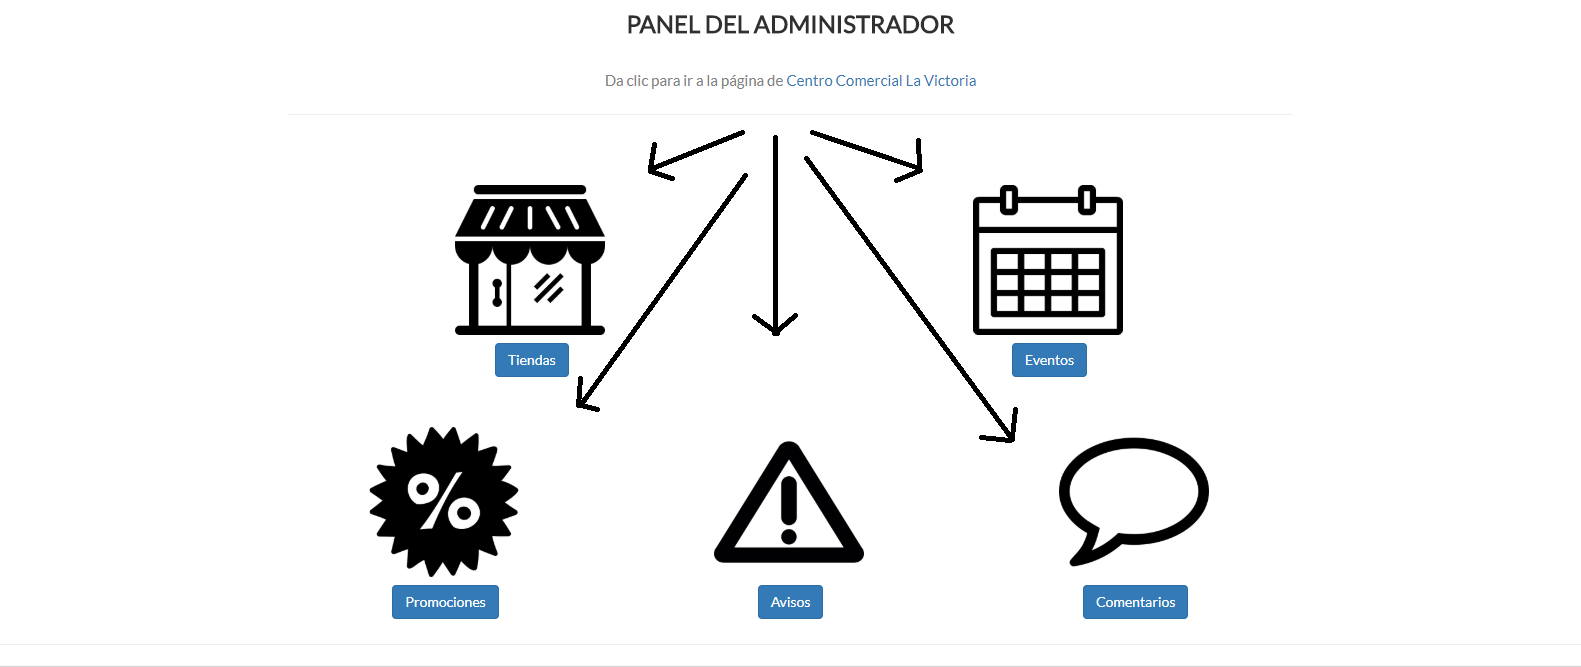 PANEL DEL ADMINISTRADOR
Da clic para ir a la página de Centro Comercial La Victoria
Tiendas
Eventos
%
Promociones
Avisos
Comentarios